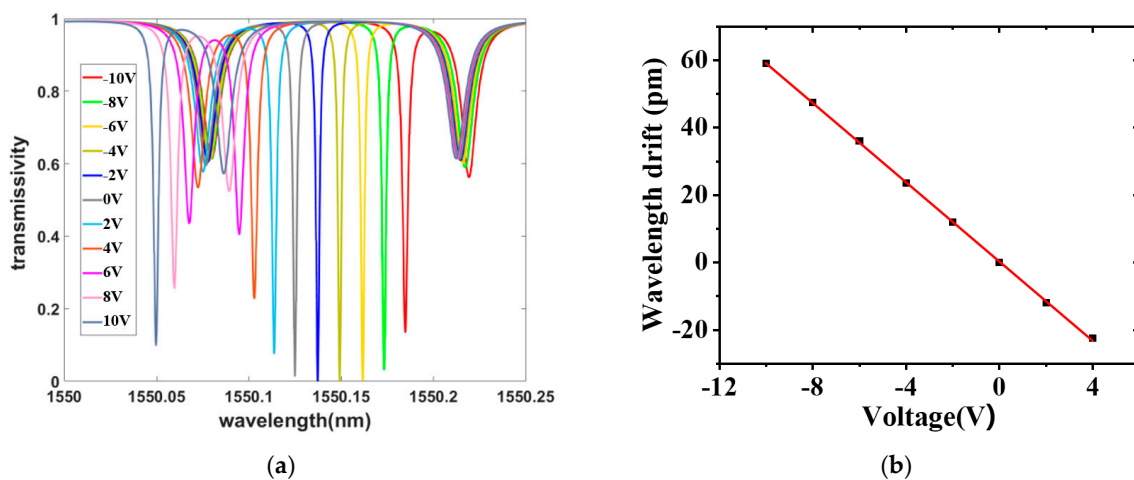 transmissivity
1
0.8
0.6
0.4
0.2
0
−10V
−8V
−6V
−4V
−2V
0V
2V
4V
6V
8V
10V
1550 1550.05 1550.1 1550.15 1550.2 1550.25
wavelength(nm)
(a)
Wavelength drift (pm)
60
40
20
0
-20
-12 -8 -4 0 4
Voltage(V)
(b)